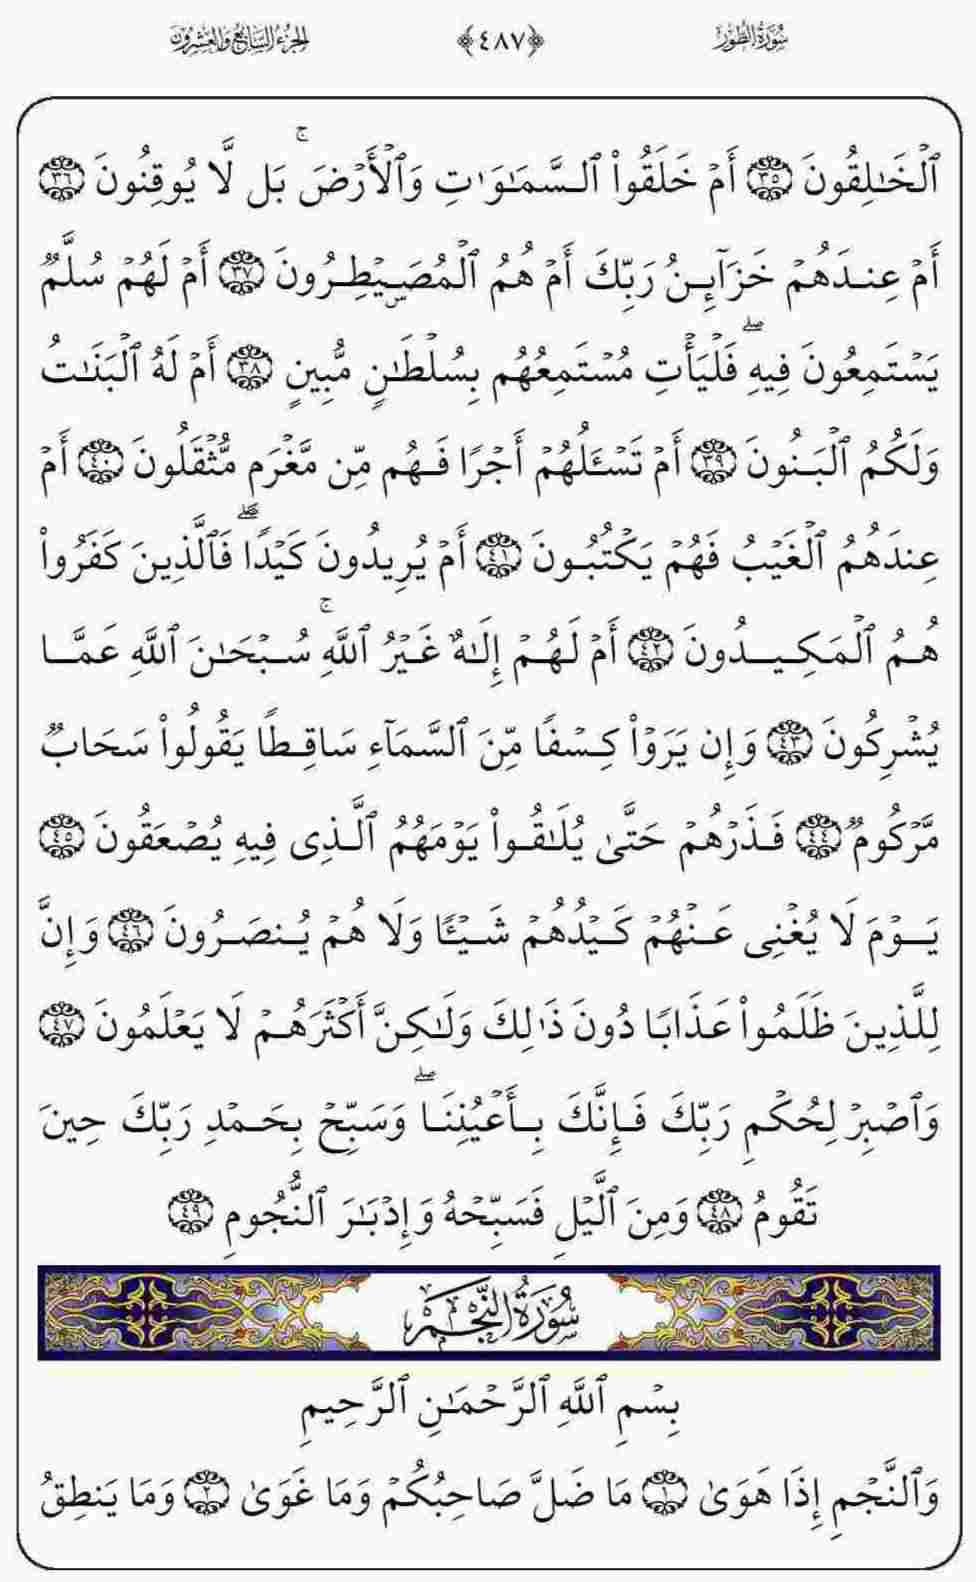 سُورَةُ الطُّورِ ﴿٤٨٧﴾ الجزء السابع والعشرون
ٱلْخَـٰلِقُونَ ٣٥ أَمْ خَلَقُوا۟ ٱلسَّمَـٰوَٰتِ وَٱلْأَرْضَ ۚ بَل لَّا يُوقِنُونَ ٣٦
أَمْ عِندَهُمْ خَزَآئِنُ رَبِّكَ أَمْ هُمُ ٱلْمُصَۣيْطِرُونَ ٣٧ أَمْ لَهُمْ سُلَّمٌ
يَسْتَمِعُونَ فِيهِ ۖ فَلْيَأْتِ مُسْتَمِعُهُم بِسُلْطَـٰنٍ مُّبِينٍ ٣٨ أَمْ لَهُ ٱلْبَنَـٰتُ
وَلَكُمُ ٱلْبَنُونَ ٣٩ أَمْ تَسْـَٔلُهُمْ أَجْرًا فَهُم مِّن مَّغْرَمٍ مُّثْقَلُونَ ٤٠ أَمْ
عِندَهُمُ ٱلْغَيْبُ فَهُمْ يَكْتُبُونَ ٤١ أَمْ يُرِيدُونَ كَيْدًا ۖ فَٱلَّذِينَ كَفَرُوا۟
هُمُ ٱلْمَكِيدُونَ ٤٢ أَمْ لَهُمْ إِلَـٰهٌ غَيْرُ ٱللَّهِ ۚ سُبْحَـٰنَ ٱللَّهِ عَمَّا
يُشْرِكُونَ ٤٣ وَإِن يَرَوْا۟ كِسْفًا مِّنَ ٱلسَّمَآءِ سَاقِطًا يَقُولُوا۟ سَحَابٌ
مَّرْكُومٌ ٤٤ فَذَرْهُمْ حَتَّىٰ يُلَـٰقُوا۟ يَوْمَهُمُ ٱلَّذِى فِيهِ يُصْعَقُونَ ٤٥
يَوْمَ لَا يُغْنِى عَنْهُمْ كَيْدُهُمْ شَيْـًٔا وَلَا هُمْ يُنصَرُونَ ٤٦ وَإِنَّ
لِلَّذِينَ ظَلَمُوا۟ عَذَابًا دُونَ ذَٰلِكَ وَلَـٰكِنَّ أَكْثَرَهُمْ لَا يَعْلَمُونَ ٤٧
وَٱصْبِرْ لِحُكْمِ رَبِّكَ فَإِنَّكَ بِأَعْيُنِنَا ۖ وَسَبِّحْ بِحَمْدِ رَبِّكَ حِينَ
تَقُومُ ٤٨ وَمِنَ ٱلَّيْلِ فَسَبِّحْهُ وَإِدْبَـٰرَ ٱلنُّجُومِ ٤٩
سُورَةُ النَّجْمِ
بِسْمِ ٱللَّهِ ٱلرَّحْمَـٰنِ ٱلرَّحِيمِ
وَٱلنَّجْمِ إِذَا هَوَىٰ ١ مَا ضَلَّ صَاحِبُكُمْ وَمَا غَوَىٰ ٢ وَمَا يَنطِقُ